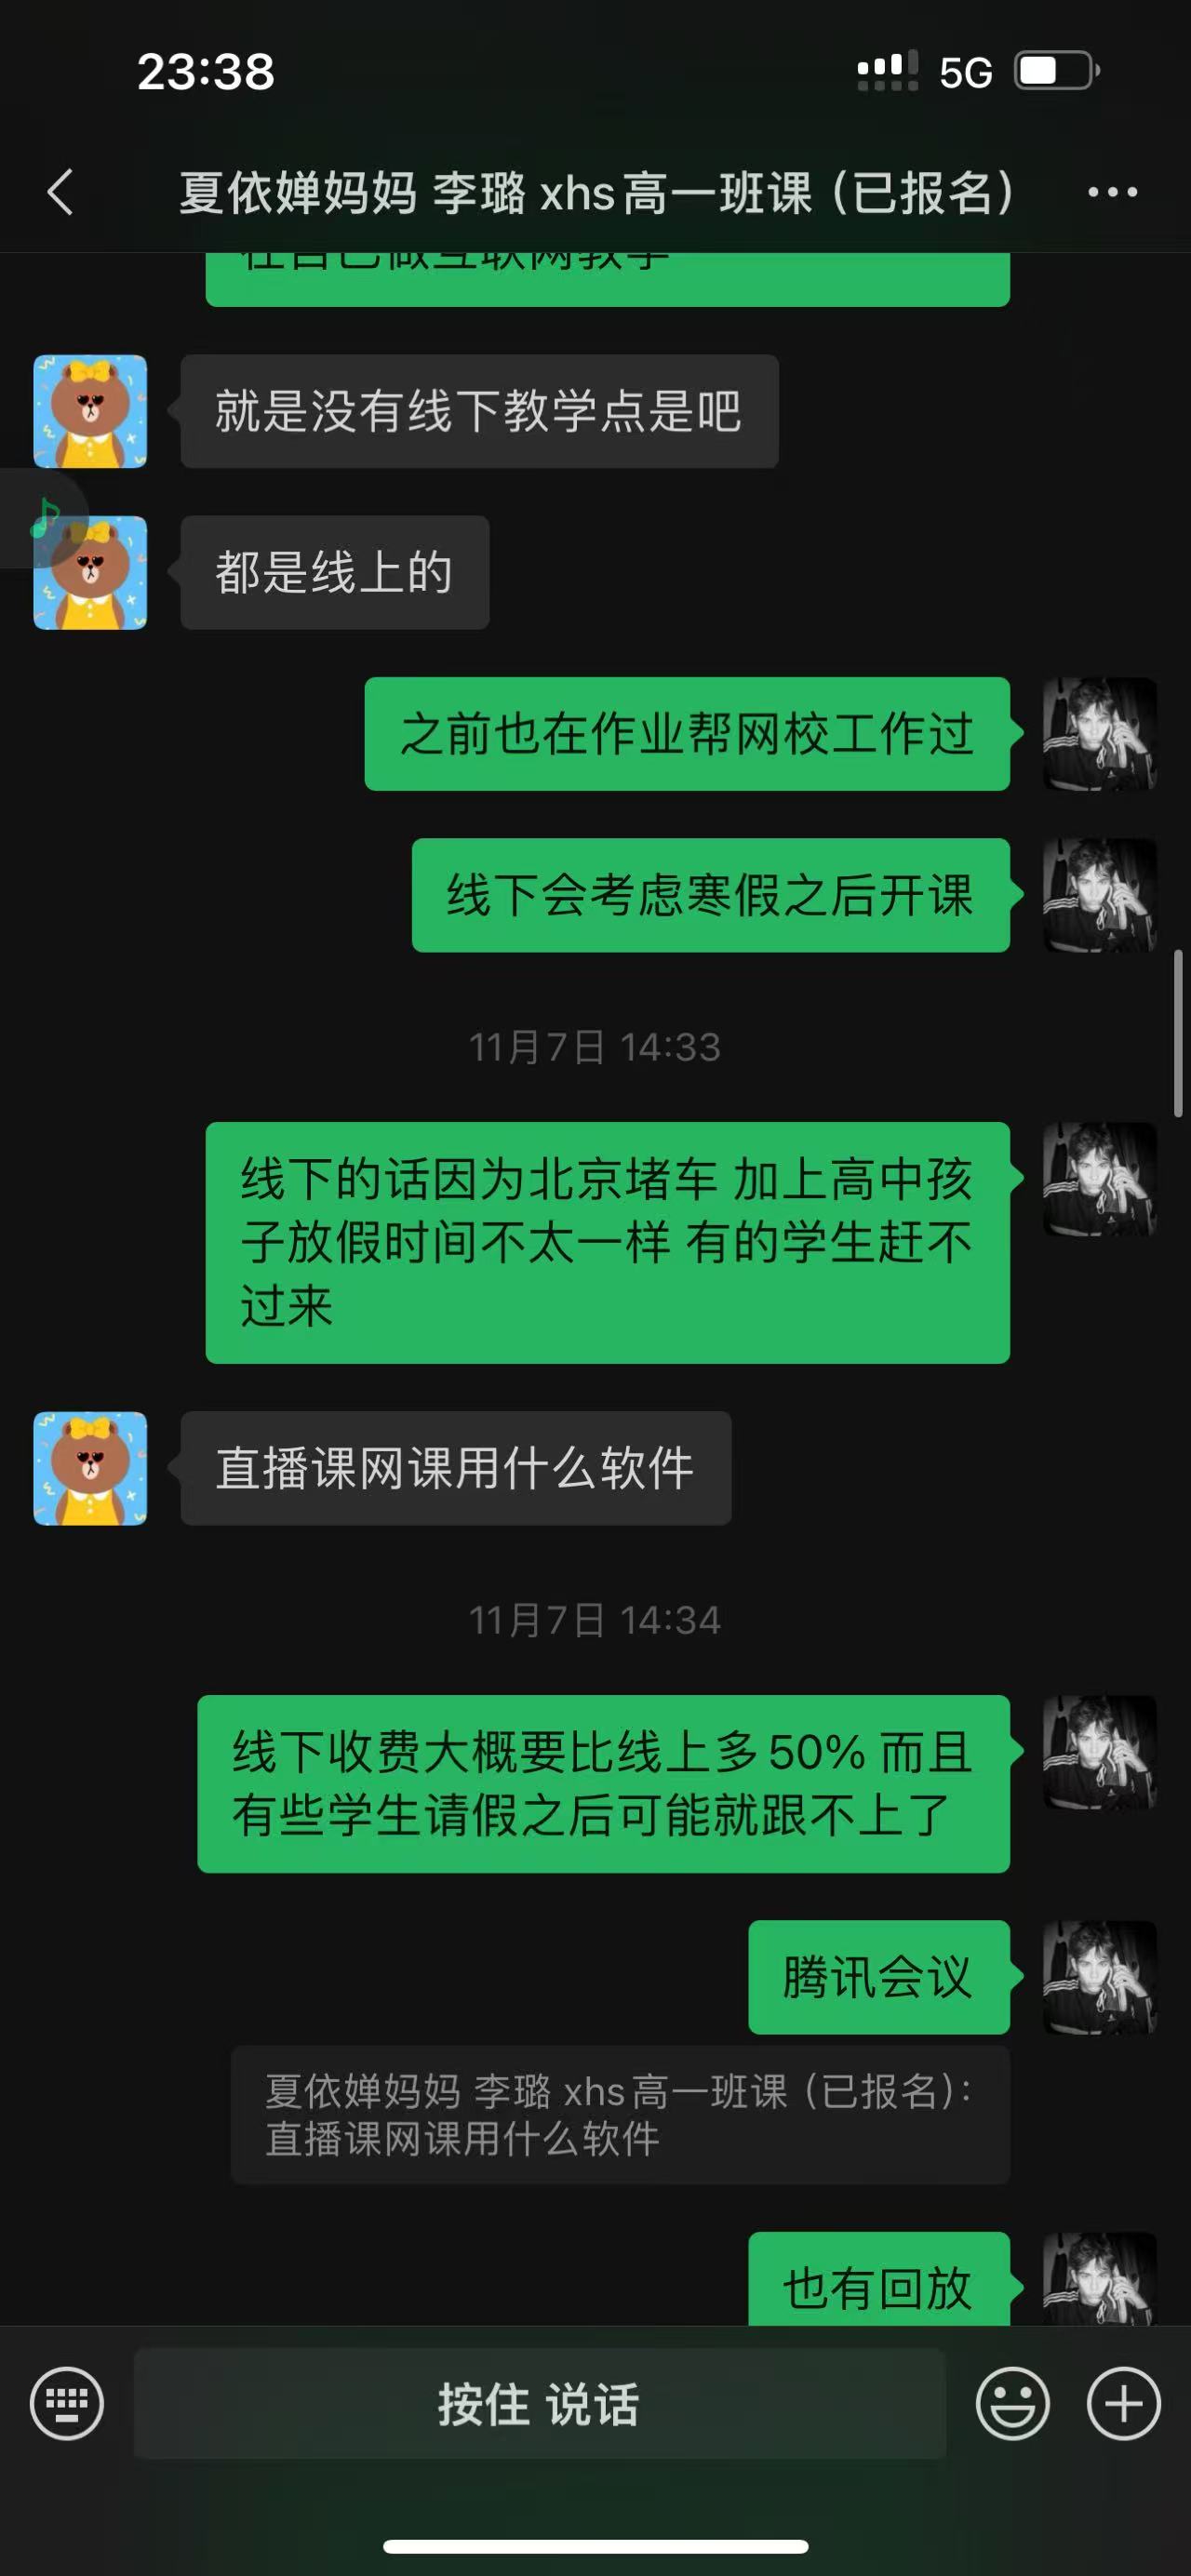 23:38
5G
夏依婵妈妈 李璐 xhs高一班课（已报名）
在自己做互联网教学
就是没有线下教学点是吧
都是线上的
之前也在作业帮网校工作过
线下会考虑寒假之后开课
11月7日 14:33
线下的话因为北京堵车 加上高中孩
子放假时间不太一样 有的学生赶不
过来
直播课网课用什么软件
11月7日 14:34
线下收费大概要比线上多50% 而且
有些学生请假之后可能就跟不上了
腾讯会议
夏依婵妈妈 李璐 xhs高一班课（已报名）：
直播课网课用什么软件
也有回放
按住 说话